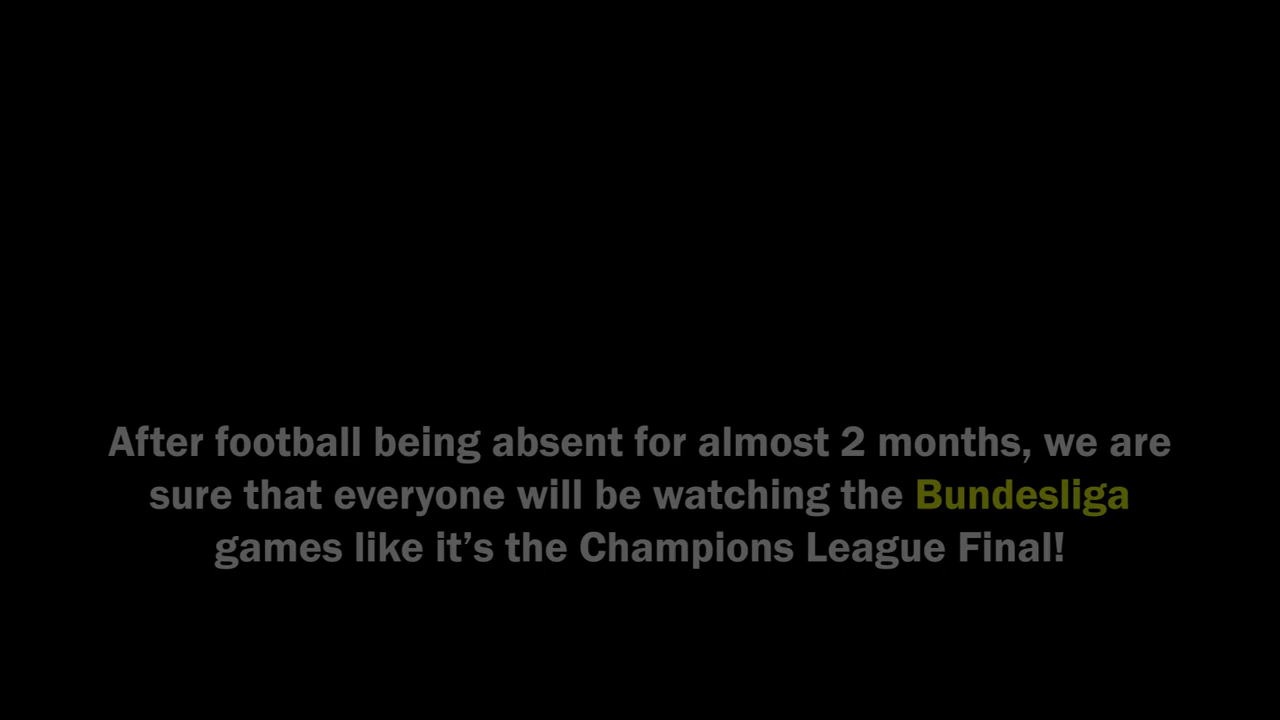 After football being absent for almost 2 months, we are
sure that everyone will be watching the Bundesliga
games like it’s the Champions League Final!